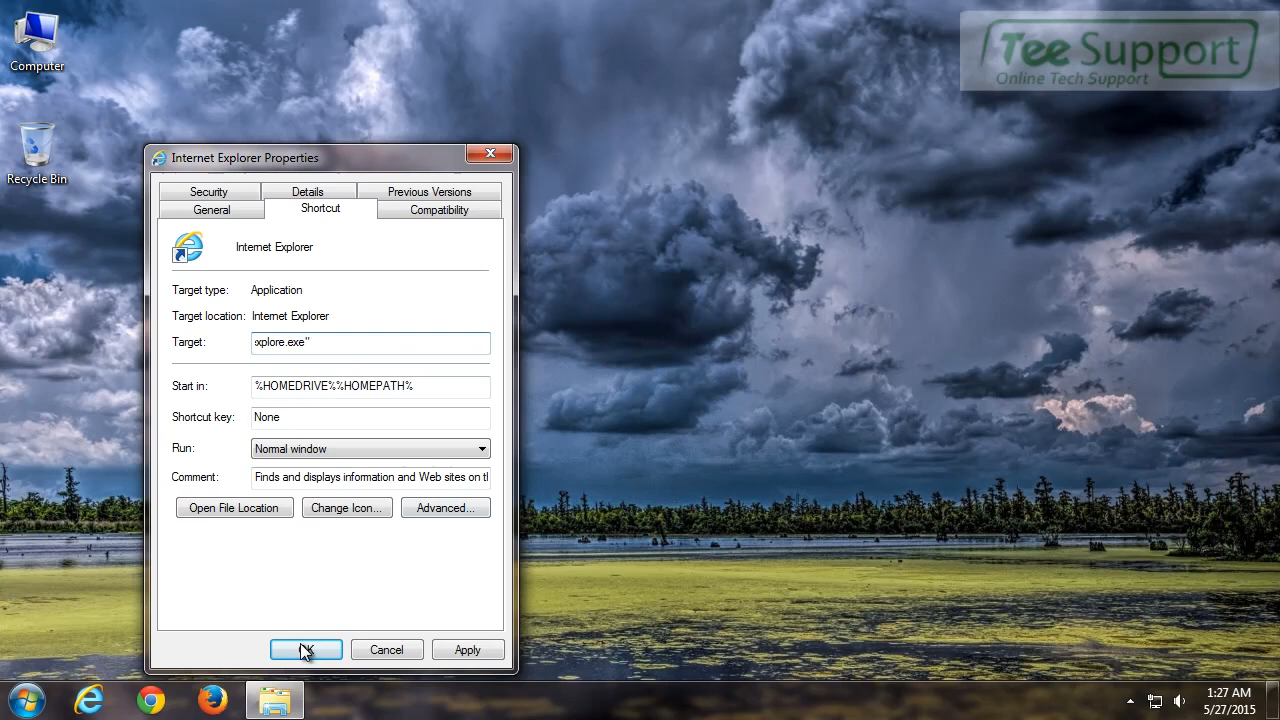 Computer
Recycle Bin
Tee Support
Online Tech Support
Internet Explorer Properties
Security Details Previous Versions
General Shortcut Compatibility
Internet Explorer
Target type: Application
Target location: Internet Explorer
Target: xplore.exe"
Start in: %HOMEDRIVE%%HOMEPATH%
Shortcut key: None
Run: Normal window
Comment: Finds and displays information and Web sites on
Open File Location Change Icon... Advanced...
Cancel Apply
1:27 AM
5/27/2015